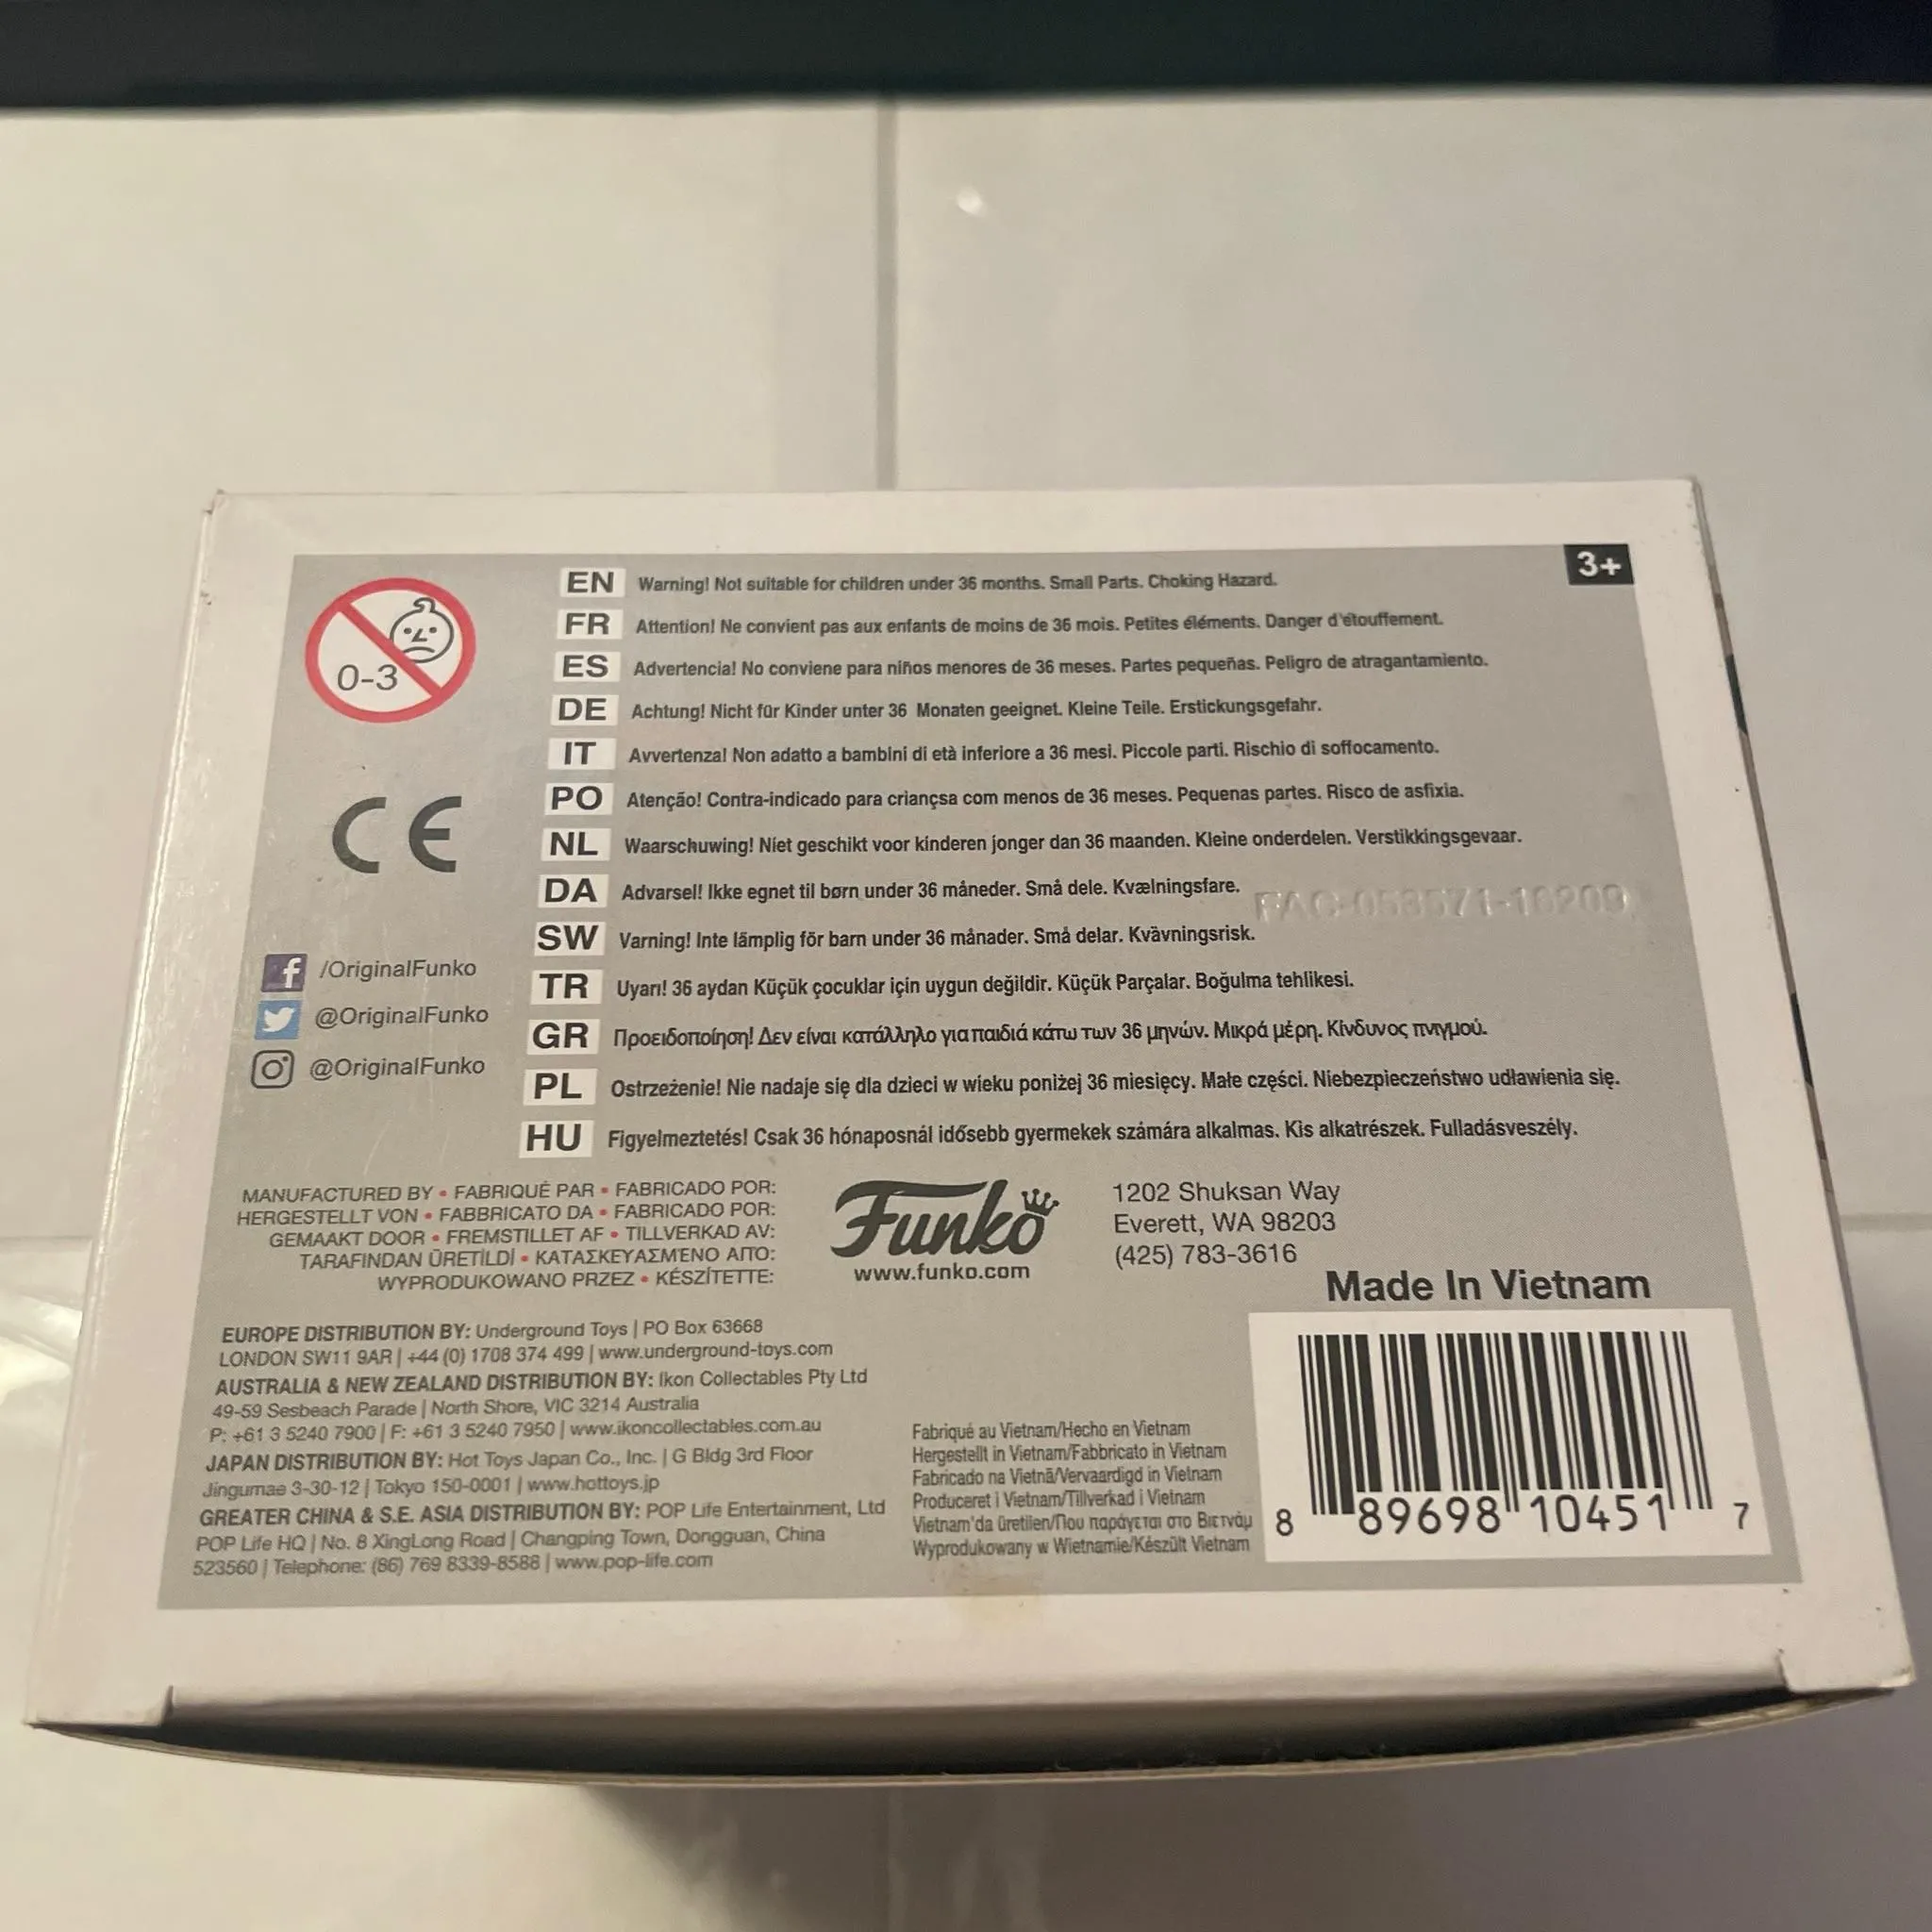 3+
0-3
EN Warning! Not suitable for children under 36 months. Small Parts. Choking Hazard.
FR Attention! Ne convient pas aux enfants de moins de 36 mois. Petites éléments. Danger d'étouffement.
ES Advertencia! No conviene para niños menores de 36 meses. Partes pequeñas. Peligro de atragantamiento.
DE Achtung! Nicht für Kinder unter 36 Monaten geeignet. Kleine Teile. Erstickungsgefahr.
IT Avvertenza! Non adatto a bambini di età inferiore a 36 mesi. Piccole parti. Rischio di soffocamento.
PO Atenção! Contra-indicado para criançsa com menos de 36 meses. Pequenas partes. Risco de asfixia.
NL Waarschuwing! Niet geschikt voor kinderen jonger dan 36 maanden. Kleine onderdelen. Verstikkingsgevaar.
DA Advarsel! Ikke egnet til børn under 36 måneder. Små dele. Kvælningsfare.
FAC-058571-10209
SW Varning! Inte lämplig för barn under 36 månader. Små delar. Kvävningsrisk.
TR Uyarı! 36 aydan Küçük çocuklar için uygun değildir. Küçük Parçalar. Boğulma tehlikesi.
GR Προειδοποίηση! Δεν είναι κατάλληλο για παιδιά κάτω των 36 μηνών. Μικρά μέρη. Κίνδυνος πνιγμού.
PL Ostrzeżenie! Nie nadaje się dla dzieci w wieku poniżej 36 miesięcy. Małe części. Niebezpieczeństwo udławienia się.
HU Figyelmeztetés! Csak 36 hónaposnál idősebb gyermekek számára alkalmas. Kis alkatrészek. Fulladásveszély.
CE
/OriginalFunko
@OriginalFunko
@OriginalFunko
MANUFACTURED BY • FABRIQUÉ PAR • FABRICADO POR:
HERGESTELLT VON • FABBRICATO DA • FABRICADO POR:
GEMAAKT DOOR • FREMSTILLET AF • TILLVERKAD AV:
TARAFINDAN ÜRETİLDİ • ΚΑΤΑΣΚΕΥΑΣΜΈΝΟ ΑΠΌ:
WYPRODUKOWANO PRZEZ • KÉSZÍTETTE:
Funko
www.funko.com
1202 Shuksan Way
Everett, WA 98203
(425) 783-3616
Made In Vietnam
EUROPE DISTRIBUTION BY: Underground Toys | PO Box 63668
LONDON SW11 9AR | +44 (0) 1708 374 499 | www.underground-toys.com
AUSTRALIA & NEW ZEALAND DISTRIBUTION BY: Ikon Collectables Pty Ltd
49-59 Sesbeach Parade | North Shore, VIC 3214 Australia
P: +61 3 5240 7900 | F: +61 3 5240 7950 | www.ikoncollectables.com.au
JAPAN DISTRIBUTION BY: Hot Toys Japan Co., Inc. | G Bldg 3rd Floor
Jingumae 3-30-12 | Tokyo 150-0001 | www.hottoys.jp
GREATER CHINA & S.E. ASIA DISTRIBUTION BY: POP Life Entertainment, Ltd
POP Life HQ | No. 8 XingLong Road | Changping Town, Dongguan, China
523560 | Telephone: (86) 769 8339-8588 | www.pop-life.com
Fabriqué au Vietnam/Hecho en Vietnam
Hergestellt in Vietnam/Fabbricato in Vietnam
Fabricado na Vietnã/Vervaardigd in Vietnam
Produceret i Vietnam/Tillverkad i Vietnam
Vietnam'da üretilen/Που παράγεται στο Βιετνάμ
Wyprodukowany w Wietnamie/Készült Vietnam
8 89698 10451 7